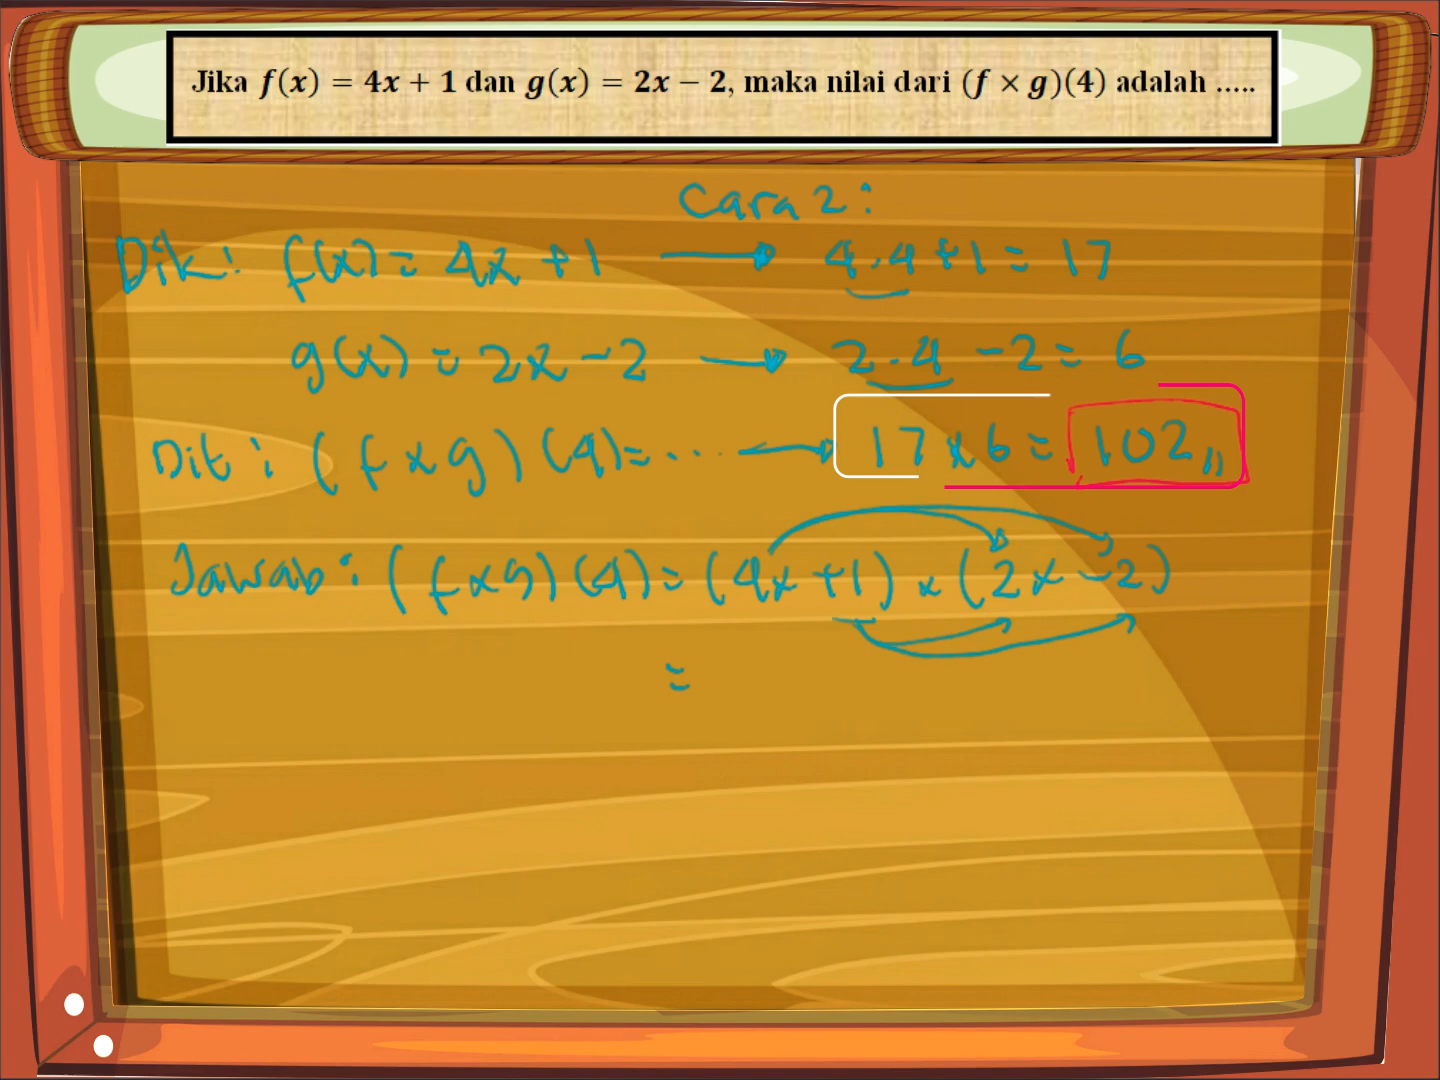 Jika f(x) = 4x + 1 dan g(x) = 2x − 2, maka nilai dari (f × g)(4) adalah .....
Cara 2:
Dik: f(x) = 4x + 1 → 4.4 + 1 = 17
g(x) = 2x − 2 → 2.4 − 2 = 6
Dit : (f x g) (4) = ... → 17 x 6 = 102,,
Jawab : (f x g) (4) = (4x + 1) x (2x − 2)
=